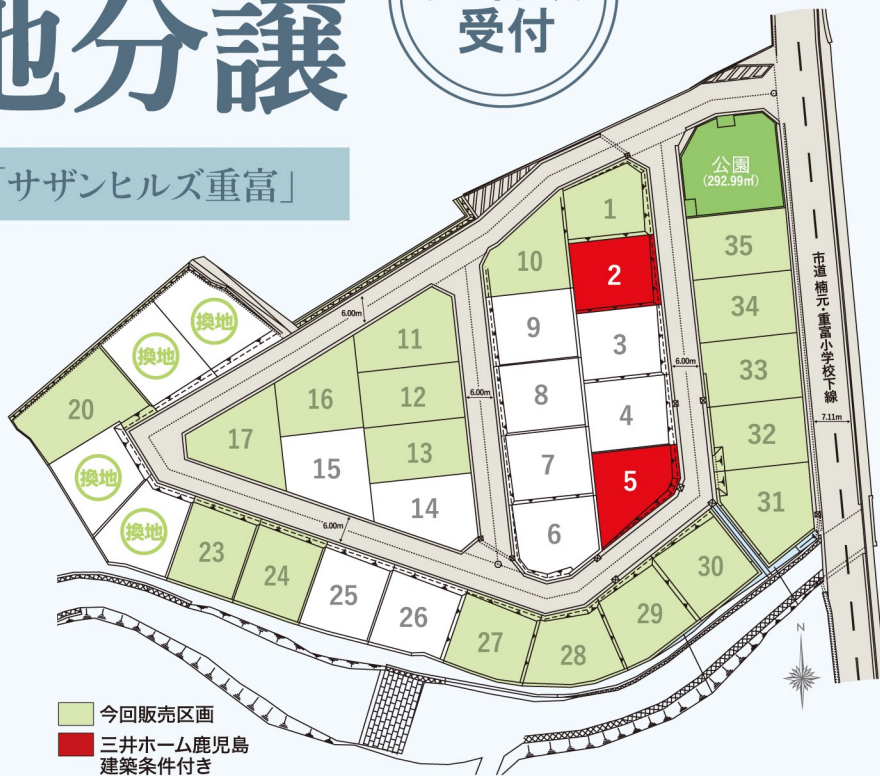 地分譲
受付
「サザンヒルズ重富」
公園
(292.99㎡)
1
35
10
2
換地
市道 楠元・重富小学校下線
34
6.00m
9
3
11
換地
6.00m
33
16
12
6.00m
8
4
20
7.11m
17
13
32
15
7
5
換地
31
14
6
換地
6.00m
23
30
24
25
29
26
27
28
N
今回販売区画
三井ホーム鹿児島
建築条件付き